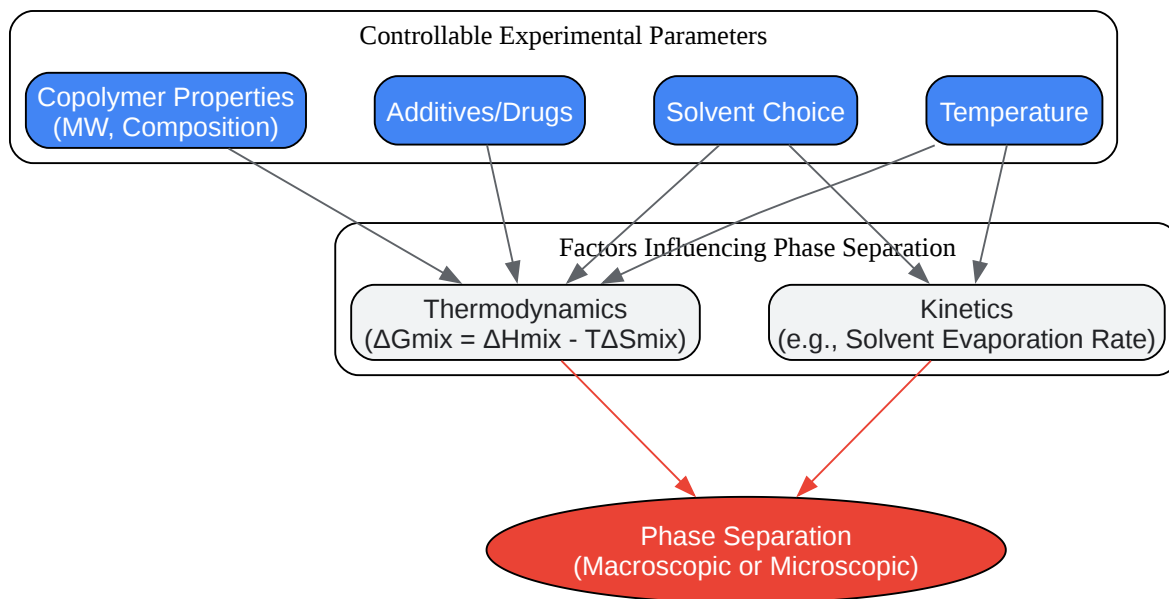 Controllable Experimental Parameters
Copolymer Properties
(MW, Composition)
Additives/Drugs
Solvent Choice
Temperature
Factors Influencing Phase Separation
Thermodynamics
(ΔGmix = ΔHmix - TΔSmix)
Kinetics
(e.g., Solvent Evaporation Rate)
Phase Separation
(Macroscopic or Microscopic)